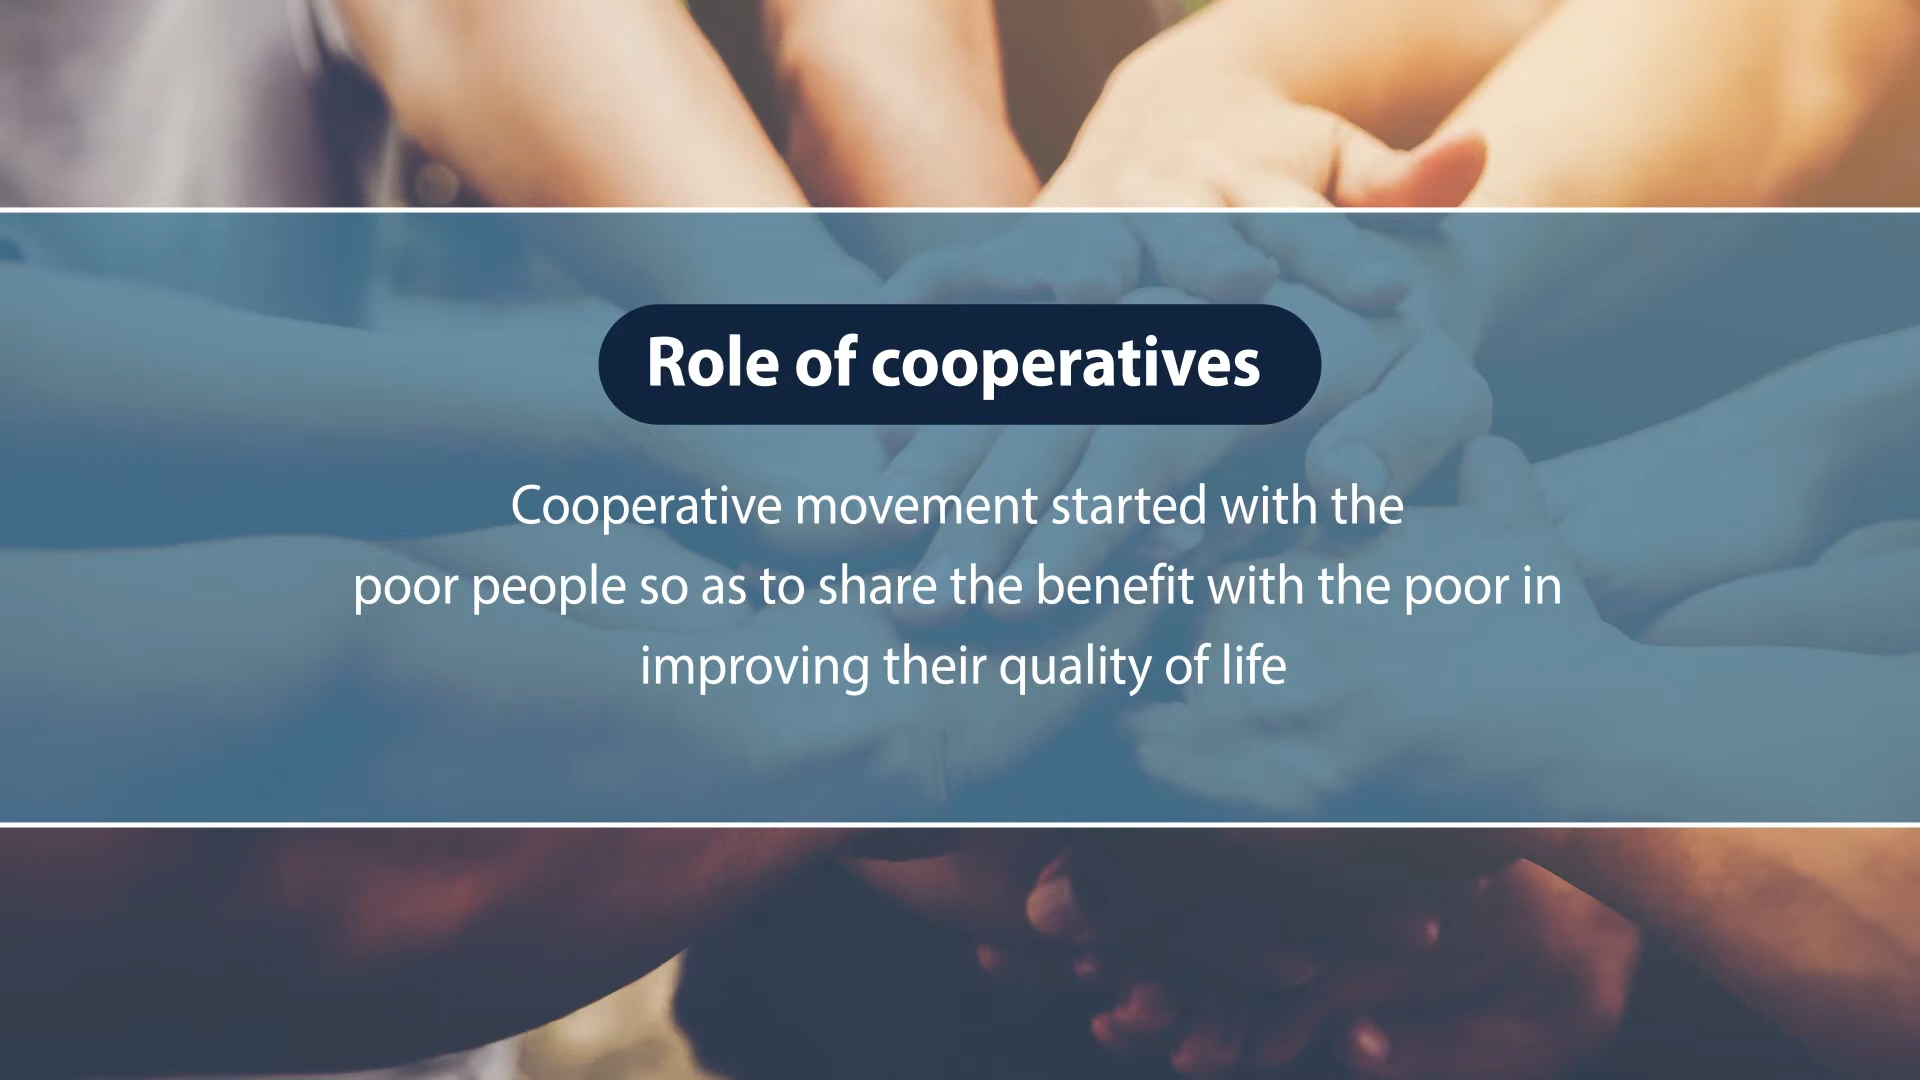 Role of cooperatives
Cooperative movement started with the
poor people so as to share the benefit with the poor in
improving their quality of life